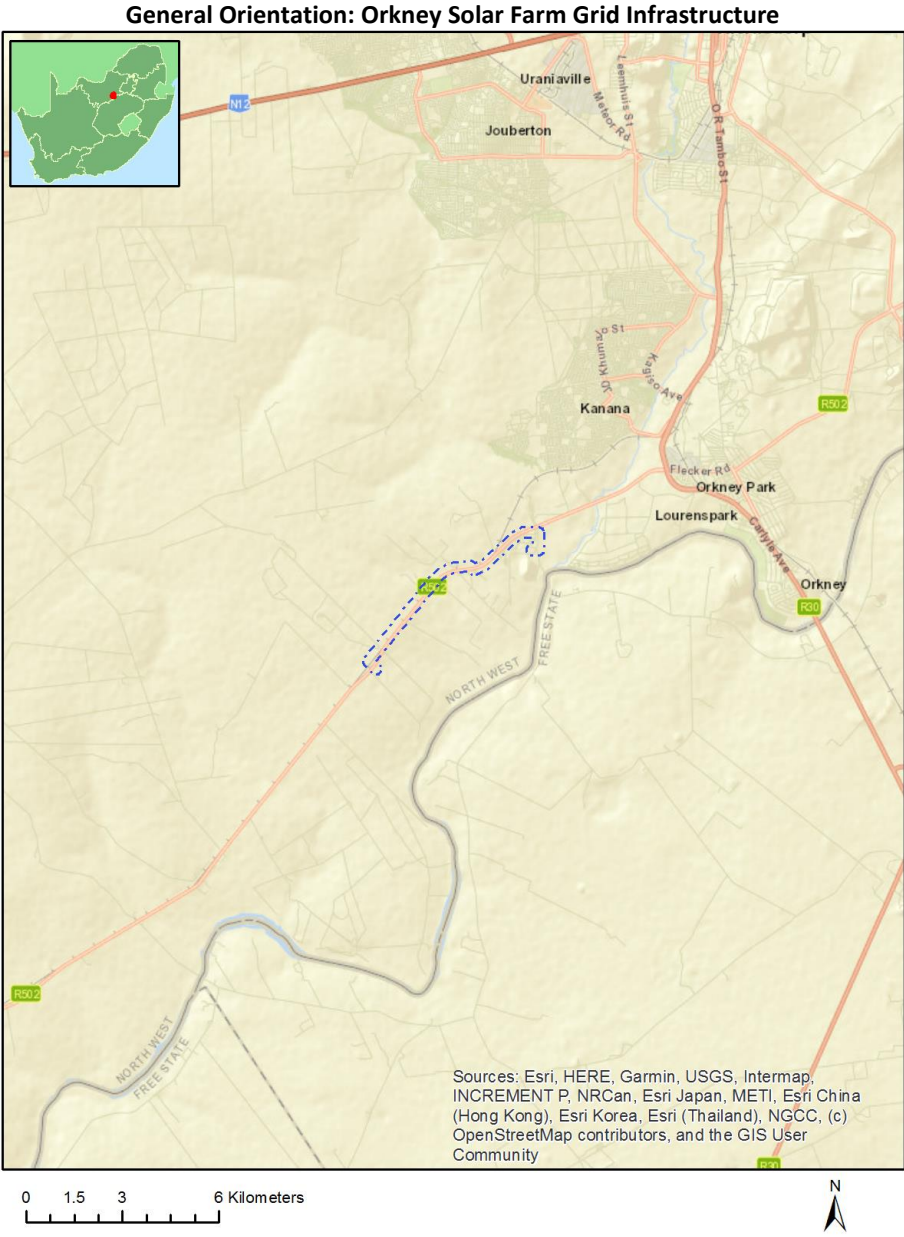 General Orientation: Orkney Solar Farm Grid Infrastructure
N12
Uraniaville
Leemhuis St
Meteor Rd
Jouberton
O R Tambo St
St
Kagiso Ave
Kanana
R502
Flecker Rd
Orkney Park
Lourenspark
Carlyle Ave
R502
Orkney
R30
FREE STATE
NORTH WEST
R502
NORTH WEST
FREE STATE
Sources: Esri, HERE, Garmin, USGS, Intermap,
INCREMENT P, NRCan, Esri Japan, METI, Esri China
(Hong Kong), Esri Korea, Esri (Thailand), NGCC, (c)
OpenStreetMap contributors, and the GIS User
Community
R30
0 1.5 3 6 Kilometers
N